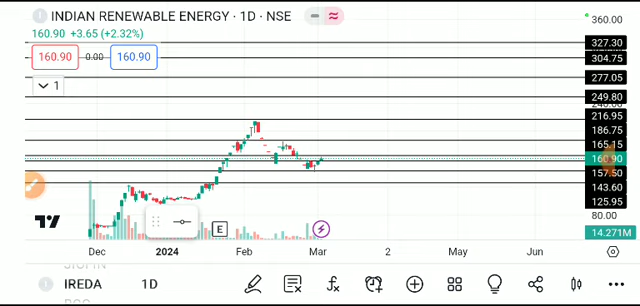 INDIAN RENEWABLE ENERGY · 1D · NSE
160.90 +3.65 (+2.32%)
160.90 0.00 160.90
1
360.00
327.30
304.75
277.05
249.80
216.95
186.75
165.15
160.90
157.50
143.60
125.95
80.00
14.271M
E
Dec 2024 Feb Mar 2 May Jun
IREDA 1D